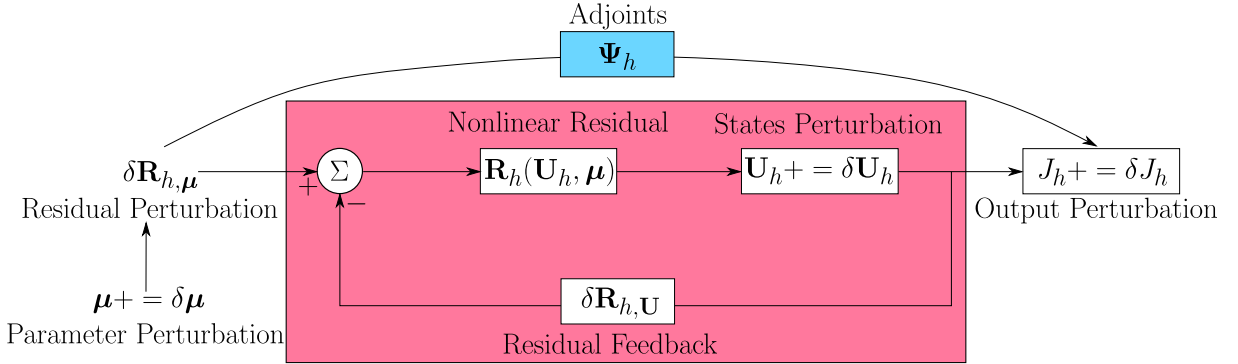 Adjoints
Ψ_h
Nonlinear Residual
States Perturbation
δR_{h,μ}
Σ
+
−
R_h(U_h, μ)
U_h+ = δU_h
J_h+ = δJ_h
Residual Perturbation
Output Perturbation
μ+ = δμ
δR_{h,U}
Parameter Perturbation
Residual Feedback